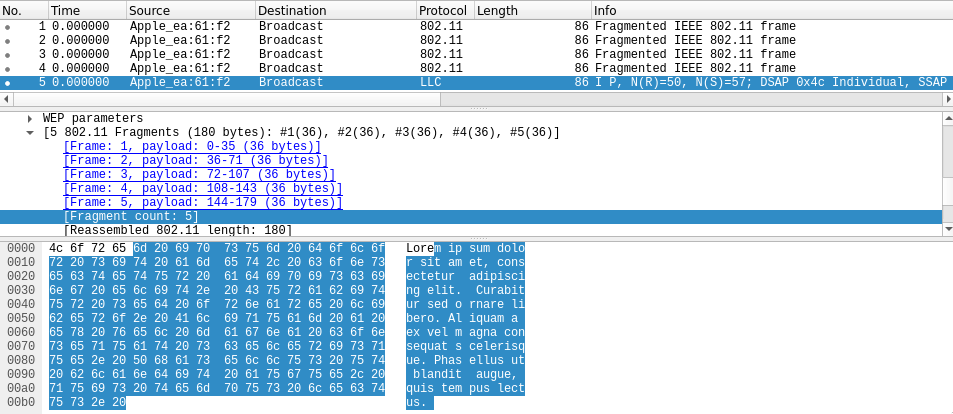 No. Time Source Destination Protocol Length Info
1 0.000000 Apple_ea:61:f2 Broadcast 802.11 86 Fragmented IEEE 802.11 frame
2 0.000000 Apple_ea:61:f2 Broadcast 802.11 86 Fragmented IEEE 802.11 frame
3 0.000000 Apple_ea:61:f2 Broadcast 802.11 86 Fragmented IEEE 802.11 frame
4 0.000000 Apple_ea:61:f2 Broadcast 802.11 86 Fragmented IEEE 802.11 frame
5 0.000000 Apple_ea:61:f2 Broadcast LLC 86 I P, N(R)=50, N(S)=57; DSAP 0x4c Individual, SSAP
WEP parameters
[5 802.11 Fragments (180 bytes): #1(36), #2(36), #3(36), #4(36), #5(36)]
[Frame: 1, payload: 0-35 (36 bytes)]
[Frame: 2, payload: 36-71 (36 bytes)]
[Frame: 3, payload: 72-107 (36 bytes)]
[Frame: 4, payload: 108-143 (36 bytes)]
[Frame: 5, payload: 144-179 (36 bytes)]
[Fragment count: 5]
[Reassembled 802.11 length: 180]
0000 4c 6f 72 65 6d 20 69 70 73 75 6d 20 64 6f 6c 6f Lorem ip sum dolo
0010 72 20 73 69 74 20 61 6d 65 74 2c 20 63 6f 6e 73 r sit am et, cons
0020 65 63 74 65 74 75 72 20 61 64 69 70 69 73 63 69 ectetur adipisci
0030 6e 67 20 65 6c 69 74 2e 20 43 75 72 61 62 69 74 ng elit. Curabit
0040 75 72 20 73 65 64 20 6f 72 6e 61 72 65 20 6c 69 ur sed o rnare li
0050 62 65 72 6f 2e 20 41 6c 69 71 75 61 6d 20 61 20 bero. Al iquam a
0060 65 78 20 76 65 6c 20 6d 61 67 6e 61 20 63 6f 6e ex vel m agna con
0070 73 65 71 75 61 74 20 73 63 65 6c 65 72 69 73 71 sequat s celerisq
0080 75 65 2e 20 50 68 61 73 65 6c 6c 75 73 20 75 74 ue. Phas ellus ut
0090 20 62 6c 61 6e 64 69 74 20 61 75 67 75 65 2c 20 blandit augue,
00a0 71 75 69 73 20 74 65 6d 70 75 73 20 6c 65 63 74 quis tem pus lect
00b0 75 73 2e 20 us.